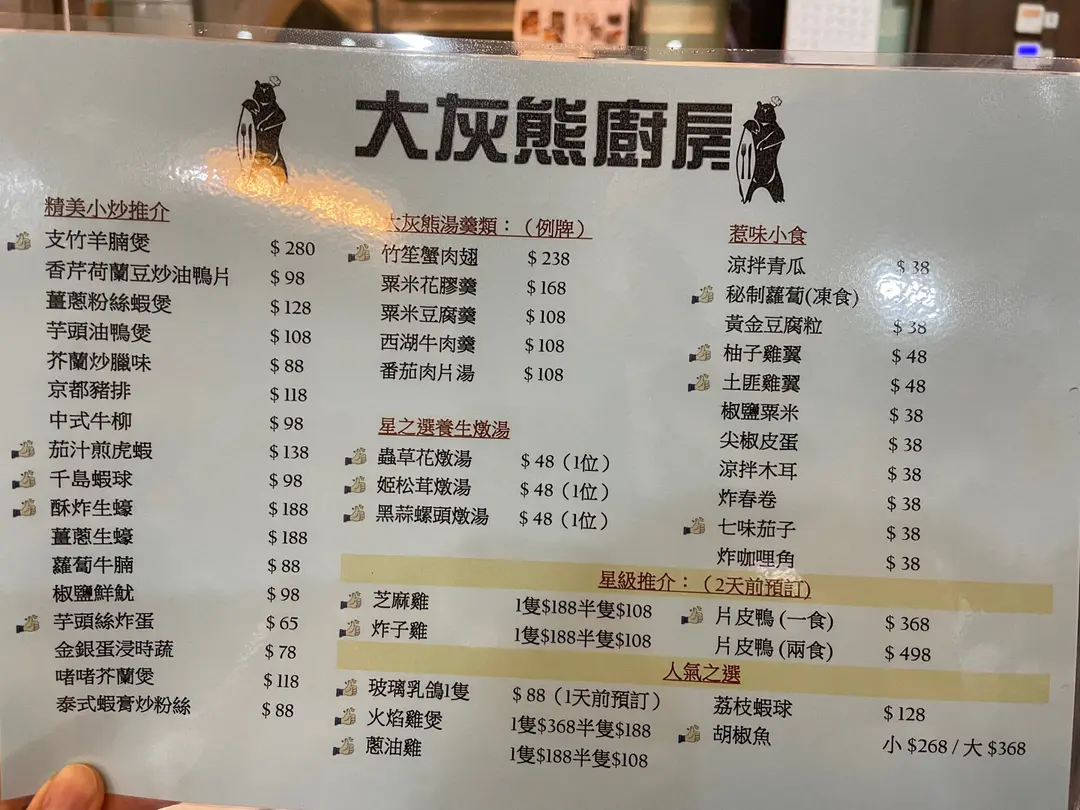 大灰熊廚房
精美小炒推介
支竹羊腩煲 $ 280
香芹荷蘭豆炒油鴨片 $ 98
薑蔥粉絲蝦煲 $ 128
芋頭油鴨煲 $ 108
芥蘭炒臘味 $ 88
京都豬排 $ 118
中式牛柳 $ 98
茄汁煎虎蝦 $ 138
千島蝦球 $ 98
酥炸生蠔 $ 188
薑蔥生蠔 $ 188
蘿蔔牛腩 $ 88
椒鹽鮮魷 $ 98
芋頭絲炸蛋 $ 65
金銀蛋浸時蔬 $ 78
啫啫芥蘭煲 $ 118
泰式蝦膏炒粉絲 $ 88
大灰熊湯羹類：（例牌）
竹笙蟹肉翅 $ 238
粟米花膠羹 $ 168
粟米豆腐羹 $ 108
西湖牛肉羹 $ 108
番茄肉片湯 $ 108
星之選養生燉湯
蟲草花燉湯 $ 48（1位）
姬松茸燉湯 $ 48（1位）
黑蒜螺頭燉湯 $ 48（1位）
惹味小食
涼拌青瓜 $ 38
秘制蘿蔔(凍食)
黃金豆腐粒 $ 38
柚子雞翼 $ 48
土匪雞翼 $ 48
椒鹽粟米 $ 38
尖椒皮蛋 $ 38
涼拌木耳 $ 38
炸春卷 $ 38
七味茄子 $ 38
炸咖哩角 $ 38
星級推介：（2天前預訂)
芝麻雞 1隻$188半隻$108
炸子雞 1隻$188半隻$108
片皮鴨 (一食) $ 368
片皮鴨 (兩食) $ 498
人氣之選
玻璃乳鴿1隻 $ 88（1天前預訂）
火焰雞煲 1隻$368半隻$188
蔥油雞 1隻$188半隻$108
荔枝蝦球 $ 128
胡椒魚 小 $268 / 大 $368